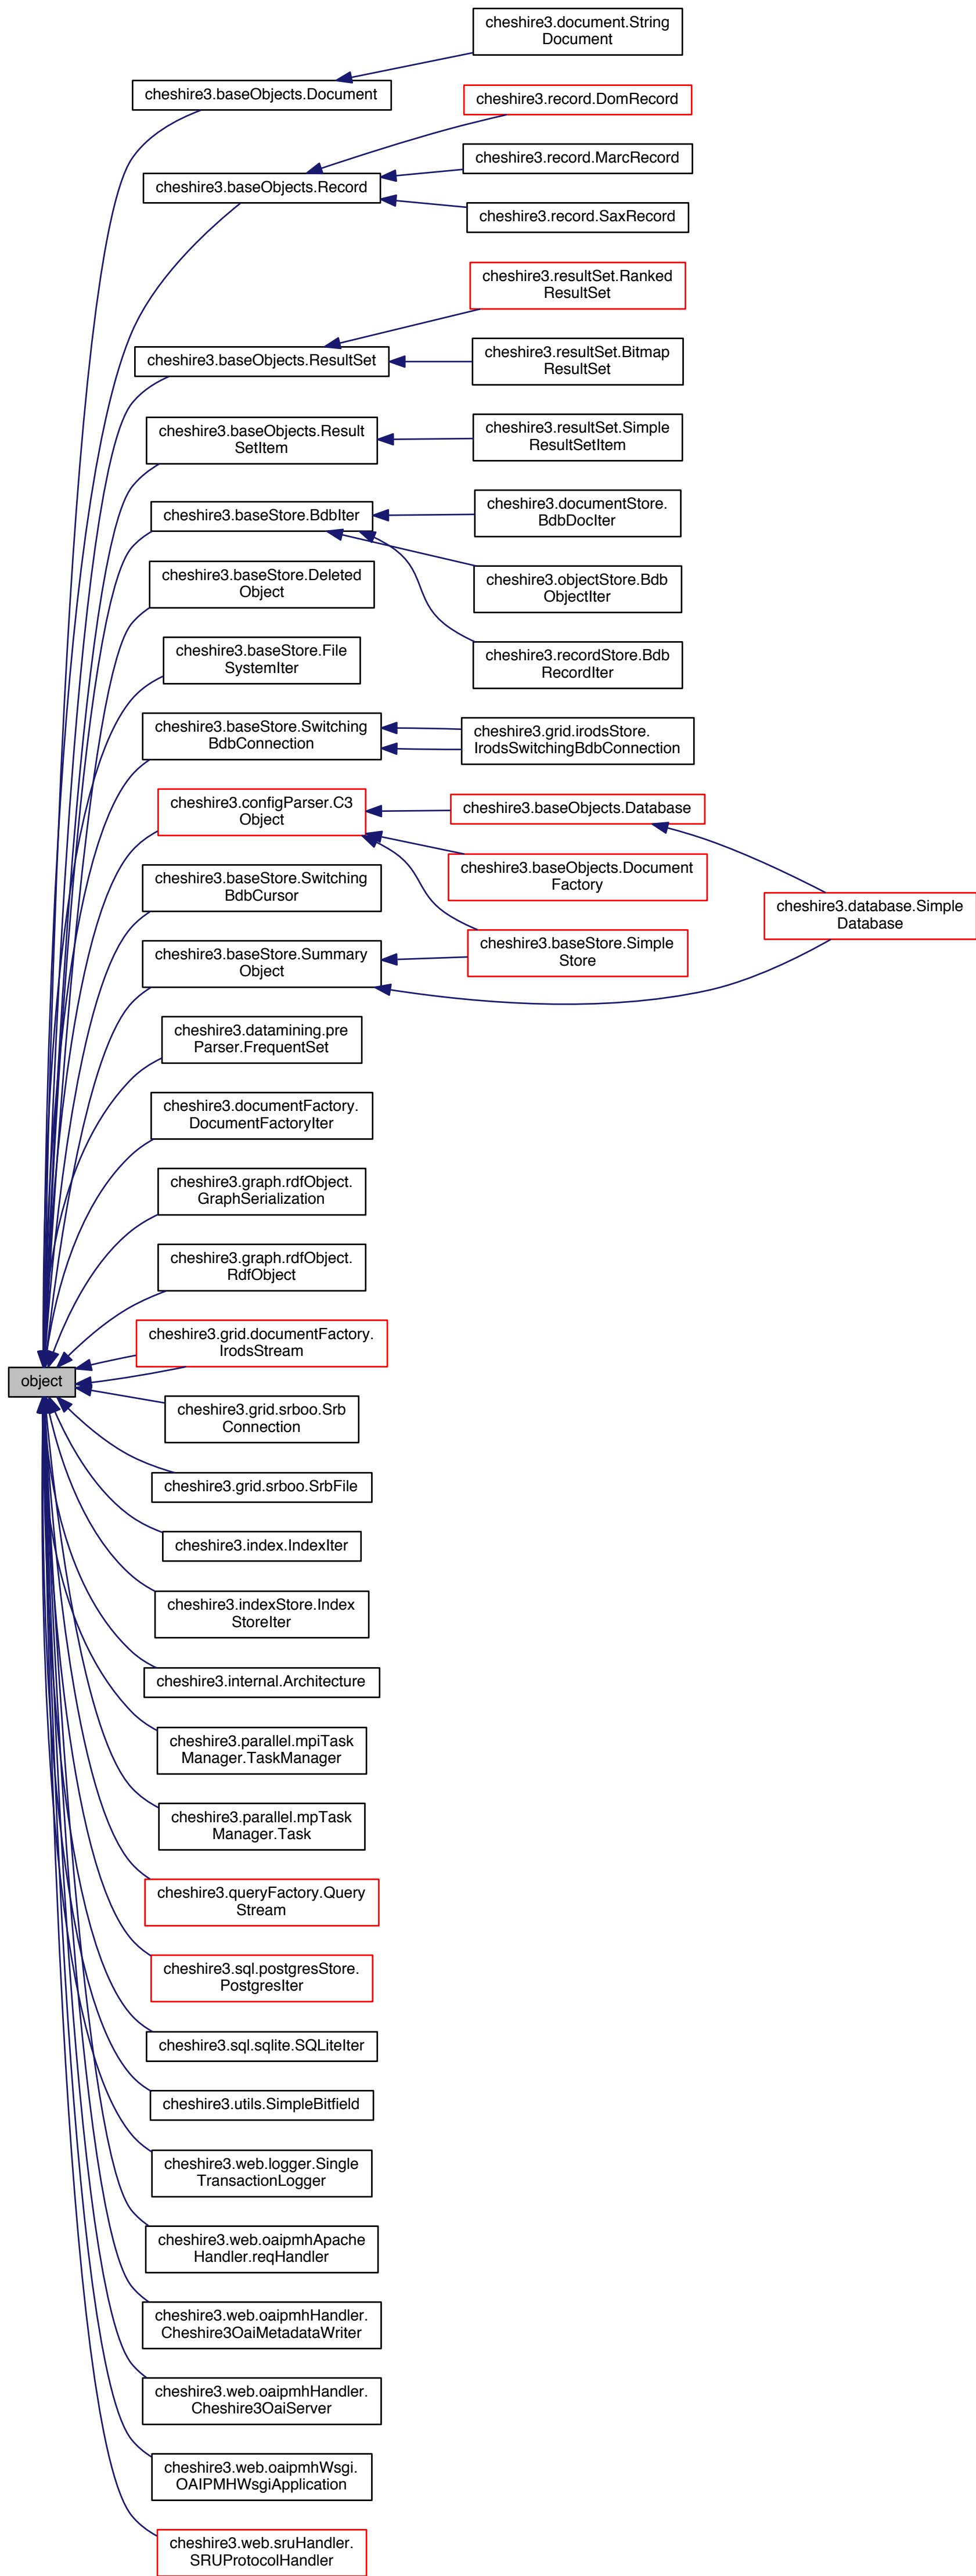 cheshire3.document.String
Document
cheshire3.baseObjects.Document
cheshire3.record.DomRecord
cheshire3.record.MarcRecord
cheshire3.baseObjects.Record
cheshire3.record.SaxRecord
cheshire3.resultSet.Ranked
ResultSet
cheshire3.baseObjects.ResultSet
cheshire3.resultSet.Bitmap
ResultSet
cheshire3.baseObjects.Result
SetItem
cheshire3.resultSet.Simple
ResultSetItem
cheshire3.baseStore.BdbIter
cheshire3.documentStore.
BdbDocIter
cheshire3.baseStore.Deleted
Object
cheshire3.objectStore.Bdb
ObjectIter
cheshire3.baseStore.File
SystemIter
cheshire3.recordStore.Bdb
RecordIter
cheshire3.baseStore.Switching
BdbConnection
cheshire3.grid.irodsStore.
IrodsSwitchingBdbConnection
cheshire3.configParser.C3
Object
cheshire3.baseObjects.Database
cheshire3.baseObjects.Document
Factory
cheshire3.baseStore.Switching
BdbCursor
cheshire3.database.Simple
Database
cheshire3.baseStore.Summary
Object
cheshire3.baseStore.Simple
Store
cheshire3.datamining.pre
Parser.FrequentSet
cheshire3.documentFactory.
DocumentFactoryIter
cheshire3.graph.rdfObject.
GraphSerialization
cheshire3.graph.rdfObject.
RdfObject
cheshire3.grid.documentFactory.
IrodsStream
object
cheshire3.grid.srboo.Srb
Connection
cheshire3.grid.srboo.SrbFile
cheshire3.index.IndexIter
cheshire3.indexStore.Index
StoreIter
cheshire3.internal.Architecture
cheshire3.parallel.mpiTask
Manager.TaskManager
cheshire3.parallel.mpTask
Manager.Task
cheshire3.queryFactory.Query
Stream
cheshire3.sql.postgresStore.
PostgresIter
cheshire3.sql.sqlite.SQLiteIter
cheshire3.utils.SimpleBitfield
cheshire3.web.logger.Single
TransactionLogger
cheshire3.web.oaipmhApache
Handler.reqHandler
cheshire3.web.oaipmhHandler.
Cheshire3OaiMetadataWriter
cheshire3.web.oaipmhHandler.
Cheshire3OaiServer
cheshire3.web.oaipmhWsgi.
OAIPMHWsgiApplication
cheshire3.web.sruHandler.
SRUProtocolHandler